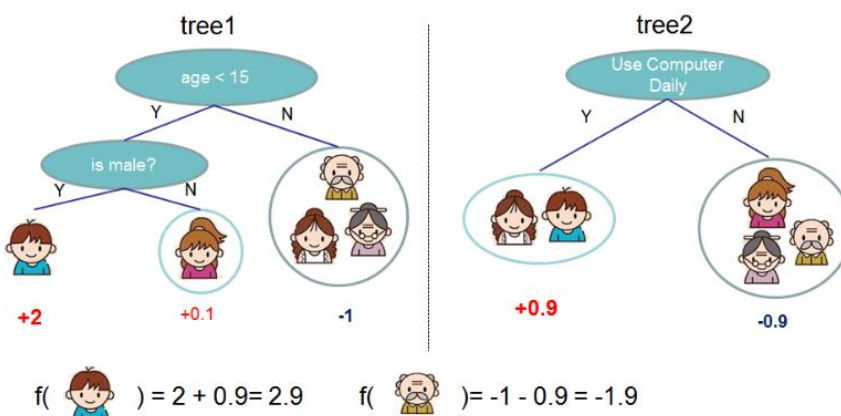 tree1
age < 15
Y
N
is male?
Y
N
+2
+0.1
-1
tree2
Use Computer
Daily
Y
N
+0.9
-0.9
f( ) = 2 + 0.9= 2.9
f( )= -1 - 0.9 = -1.9